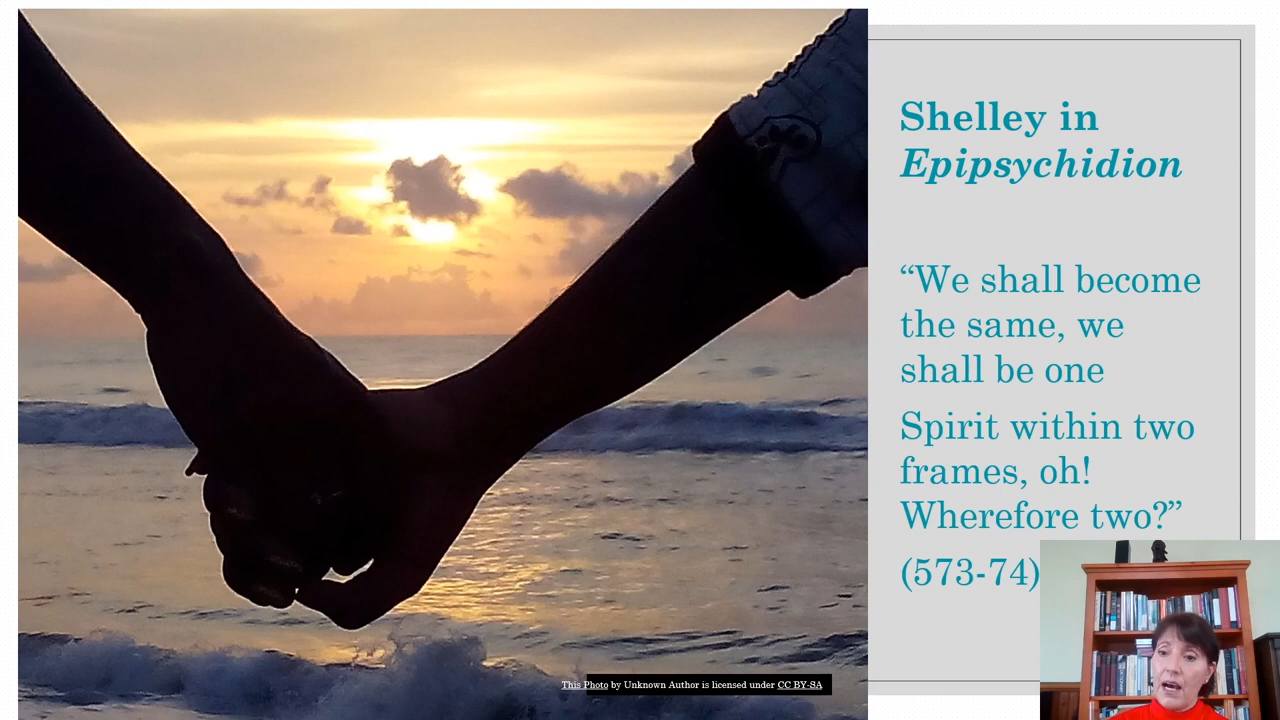 Shelley in
Epipsychidion
“We shall become
the same, we
shall be one
Spirit within two
frames, oh!
Wherefore two?”
(573-74)
This Photo by Unknown Author is licensed under CC BY-SA